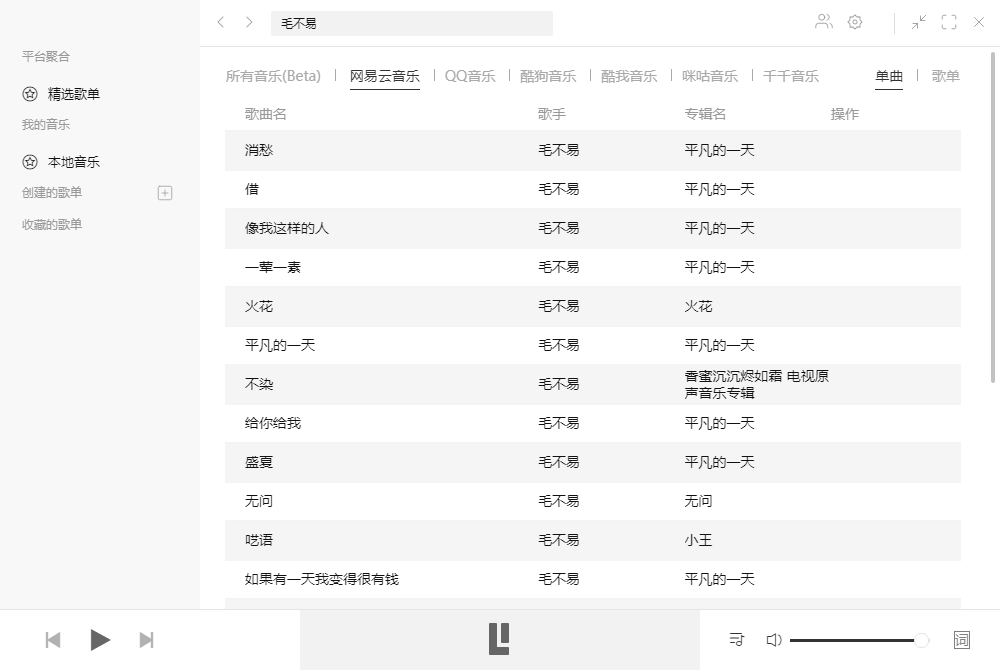 毛不易
平台聚合
精选歌单
我的音乐
本地音乐
创建的歌单
收藏的歌单
所有音乐(Beta) 网易云音乐 QQ音乐 酷狗音乐 酷我音乐 咪咕音乐 千千音乐 单曲 歌单
歌曲名 歌手 专辑名 操作
消愁 毛不易 平凡的一天
借 毛不易 平凡的一天
像我这样的人 毛不易 平凡的一天
一荤一素 毛不易 平凡的一天
火花 毛不易 火花
平凡的一天 毛不易 平凡的一天
不染 毛不易 香蜜沉沉烬如霜 电视原
声音乐专辑
给你给我 毛不易 平凡的一天
盛夏 毛不易 平凡的一天
无问 毛不易 无问
呓语 毛不易 小王
如果有一天我变得很有钱 毛不易 平凡的一天
词